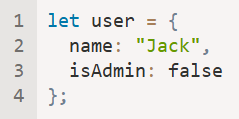 1 let user = {
2   name: "Jack",
3   isAdmin: false
4 };